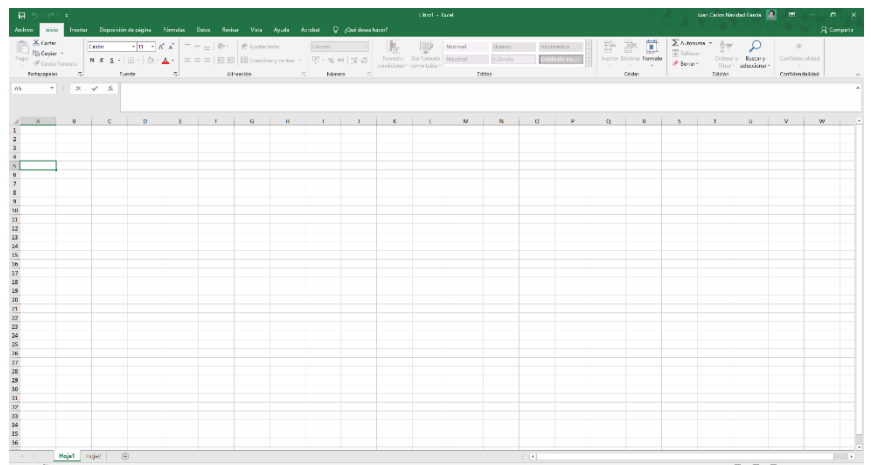 Libro1 - Excel
Juan Carlos Navidad García
Archivo Inicio Insertar Disposición de página Fórmulas Datos Revisar Vista Ayuda Acrobat ¿Qué desea hacer? Compartir
Cortar
Copiar
Copiar formato
Pegar
Calibri 11
N K S
Ajustar texto
Combinar y centrar
General
Formato condicional
Dar formato como tabla
Normal Buenos Incorrecto
Neutral Cálculo Celda de co...
Insertar Eliminar Formato
Autosuma
Rellenar
Borrar
Ordenar y filtrar
Buscar y seleccionar
Confidencialidad
Portapapeles Fuente Alineación Número Estilos Celdas Edición Confidencialidad
A5
A B C D E F G H I J K L M N O P Q R S T U V W
1
2
3
4
5
6
7
8
9
10
11
12
13
14
15
16
17
18
19
20
21
22
23
24
25
26
27
28
29
30
31
32
33
34
35
36
Hoja1 Hoja2